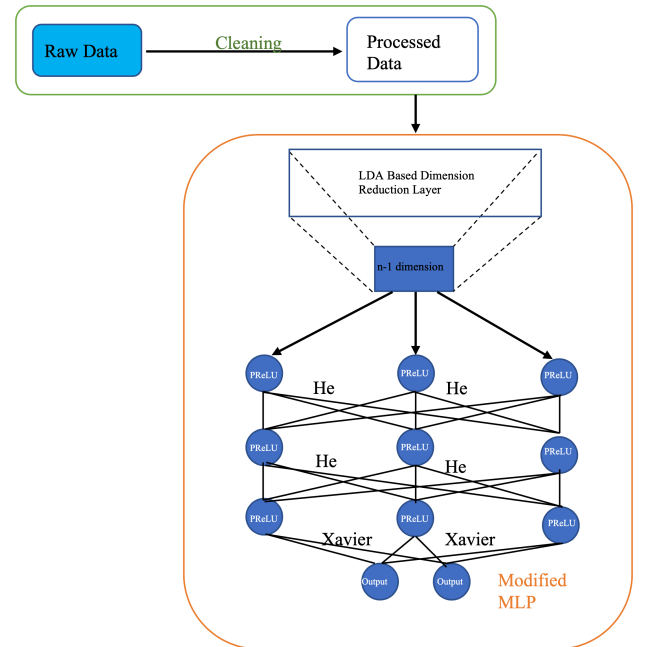 Raw Data
Cleaning
Processed
Data
LDA Based Dimension
Reduction Layer
n-1 dimension
PReLU
PReLU
PReLU
He
He
PReLU
PReLU
PReLU
He
He
PReLU
PReLU
PReLU
Xavier
Xavier
Output
Output
Modified
MLP